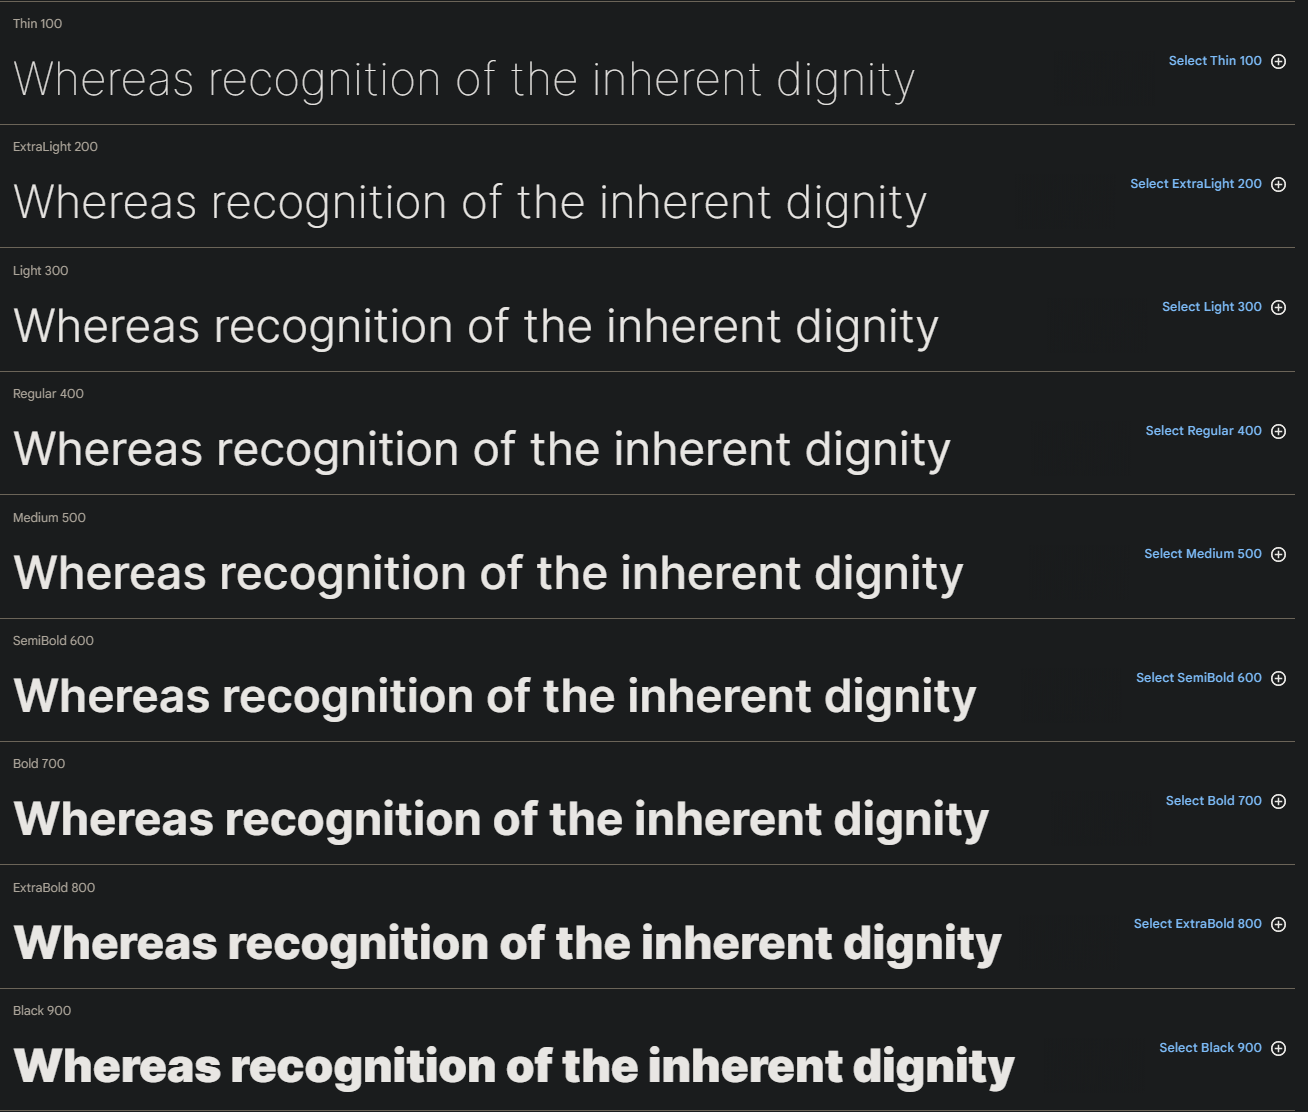 Thin 100
Whereas recognition of the inherent dignity
Select Thin 100
ExtraLight 200
Whereas recognition of the inherent dignity
Select ExtraLight 200
Light 300
Whereas recognition of the inherent dignity
Select Light 300
Regular 400
Whereas recognition of the inherent dignity
Select Regular 400
Medium 500
Whereas recognition of the inherent dignity
Select Medium 500
SemiBold 600
Whereas recognition of the inherent dignity
Select SemiBold 600
Bold 700
Whereas recognition of the inherent dignity
Select Bold 700
ExtraBold 800
Whereas recognition of the inherent dignity
Select ExtraBold 800
Black 900
Whereas recognition of the inherent dignity
Select Black 900